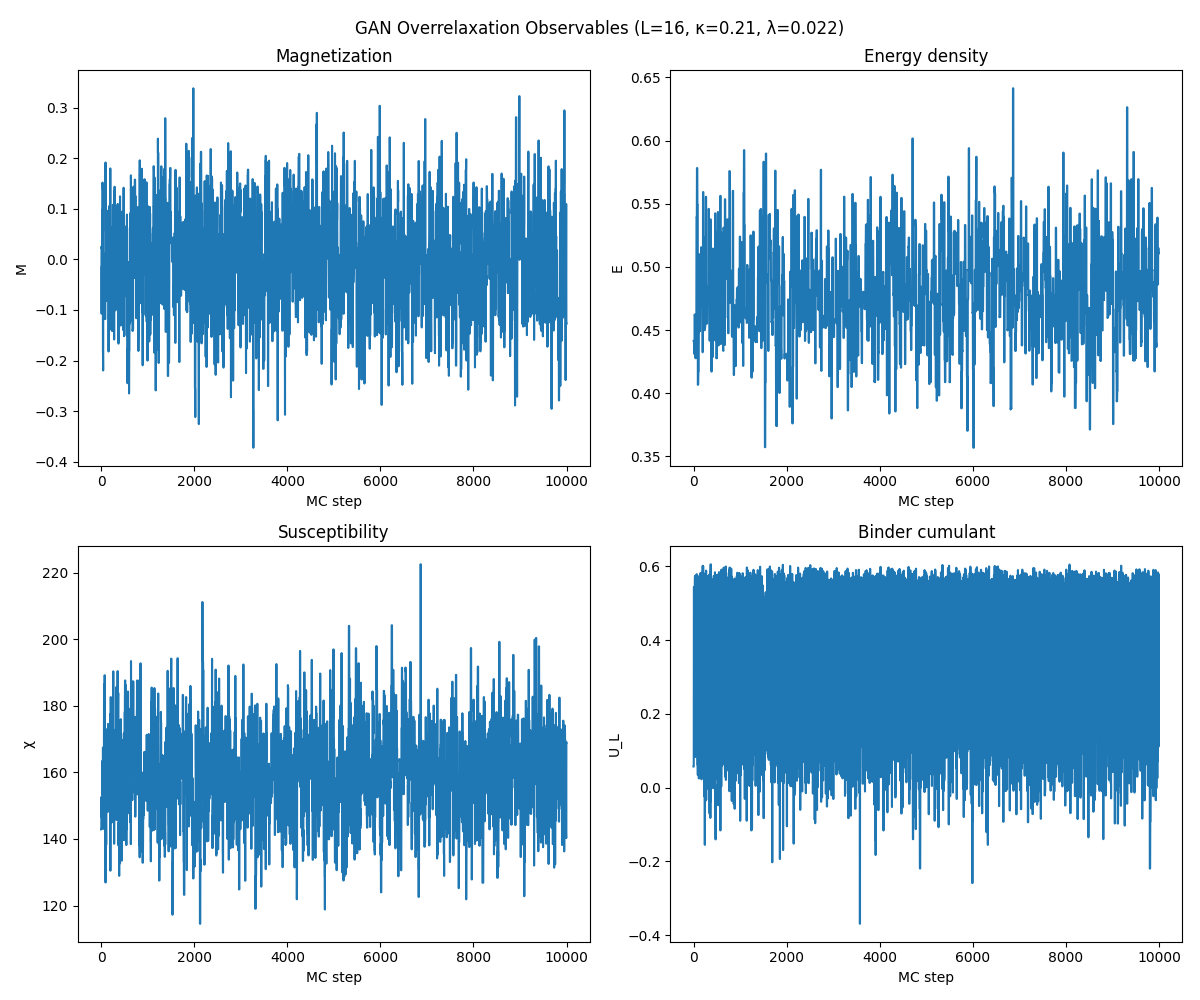 GAN Overrelaxation Observables (L=16, κ=0.21, λ=0.022)
Magnetization
M
0.3
0.2
0.1
0.0
−0.1
−0.2
−0.3
−0.4
0 2000 4000 6000 8000 10000
MC step
Energy density
E
0.65
0.60
0.55
0.50
0.45
0.40
0.35
0 2000 4000 6000 8000 10000
MC step
Susceptibility
χ
220
200
180
160
140
120
0 2000 4000 6000 8000 10000
MC step
Binder cumulant
U_L
0.6
0.4
0.2
0.0
−0.2
−0.4
0 2000 4000 6000 8000 10000
MC step